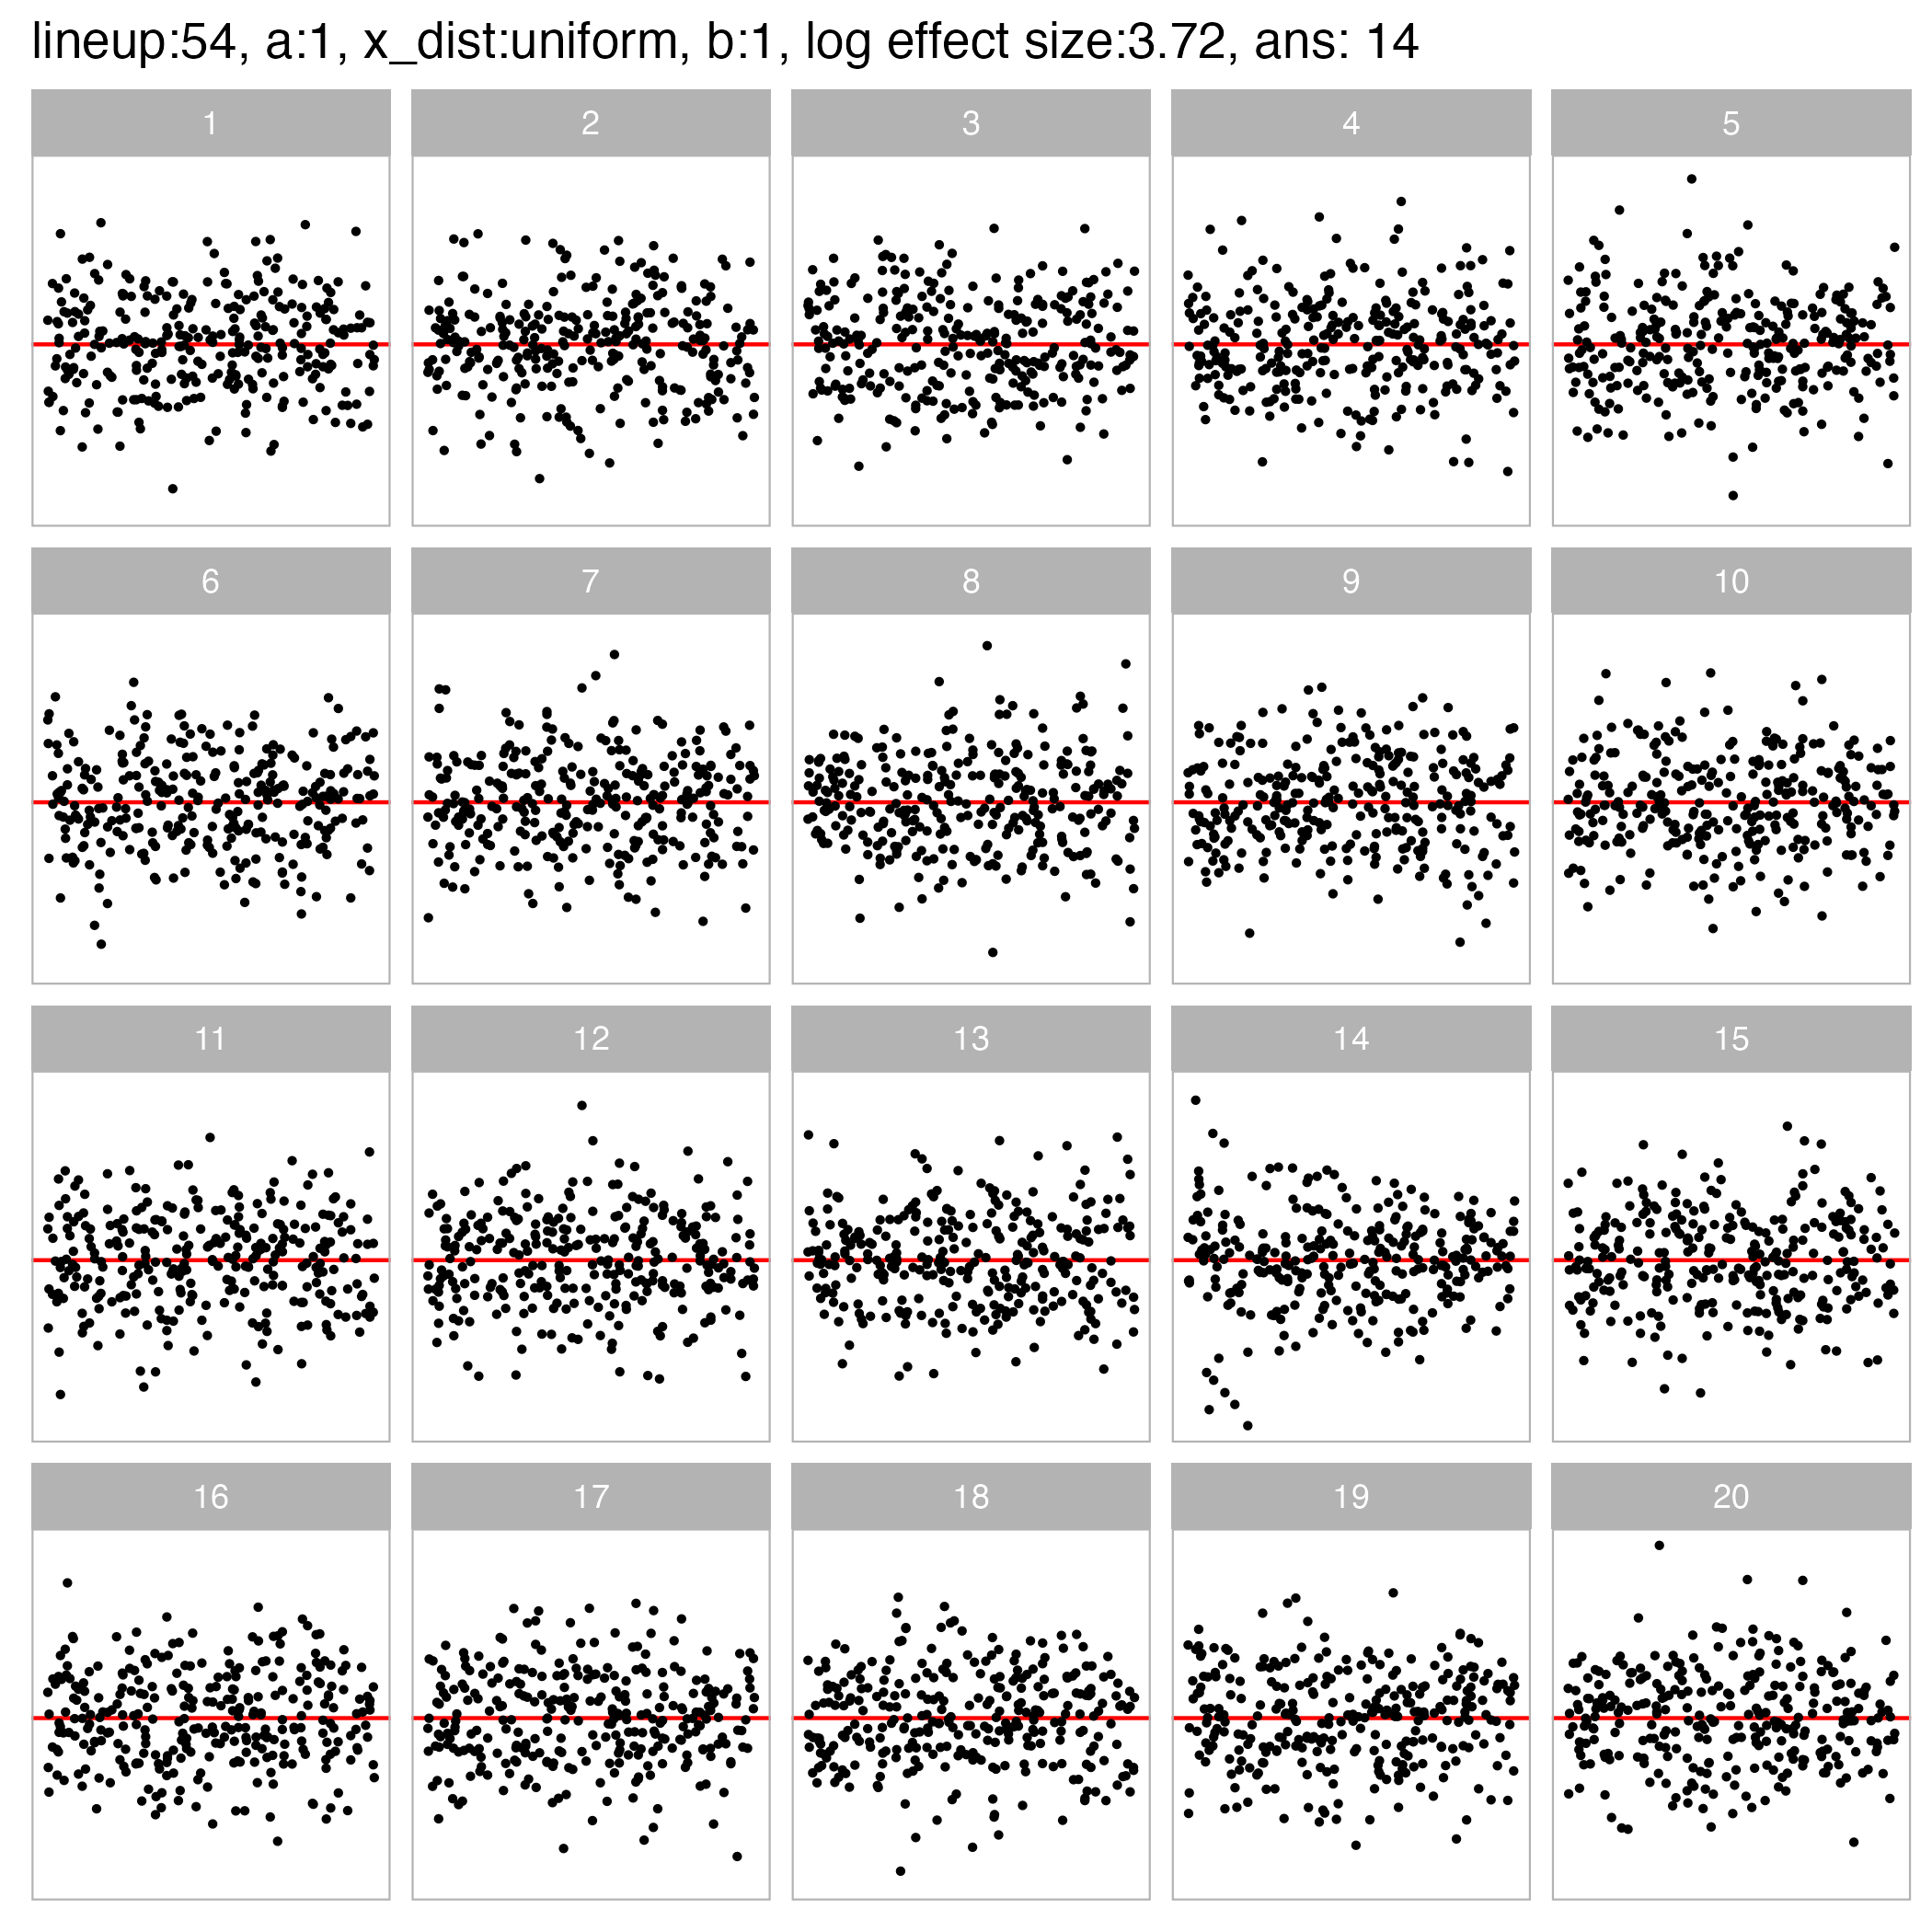 lineup:54, a:1, x_dist:uniform, b:1, log effect size:3.72, ans: 14
1 2 3 4 5
6 7 8 9 10
11 12 13 14 15
16 17 18 19 20